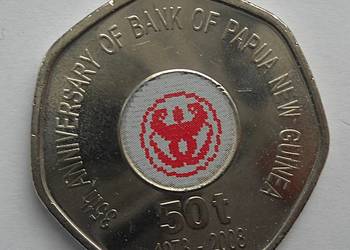 35th ANNIVERSARY OF BANK OF PAPUA NEW GUINEA
50t
1973 - 2008